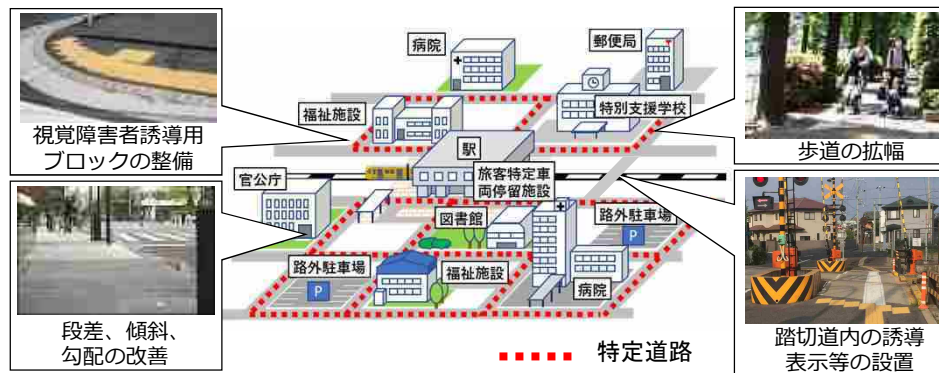 視覚障害者誘導用
ブロックの整備
段差、傾斜、
勾配の改善
病院
郵便局
福祉施設
特別支援学校
駅
旅客特定車
両停留施設
官公庁
図書館
路外駐車場
P
路外駐車場
P
福祉施設
病院
特定道路
歩道の拡幅
踏切道内の誘導
表示等の設置